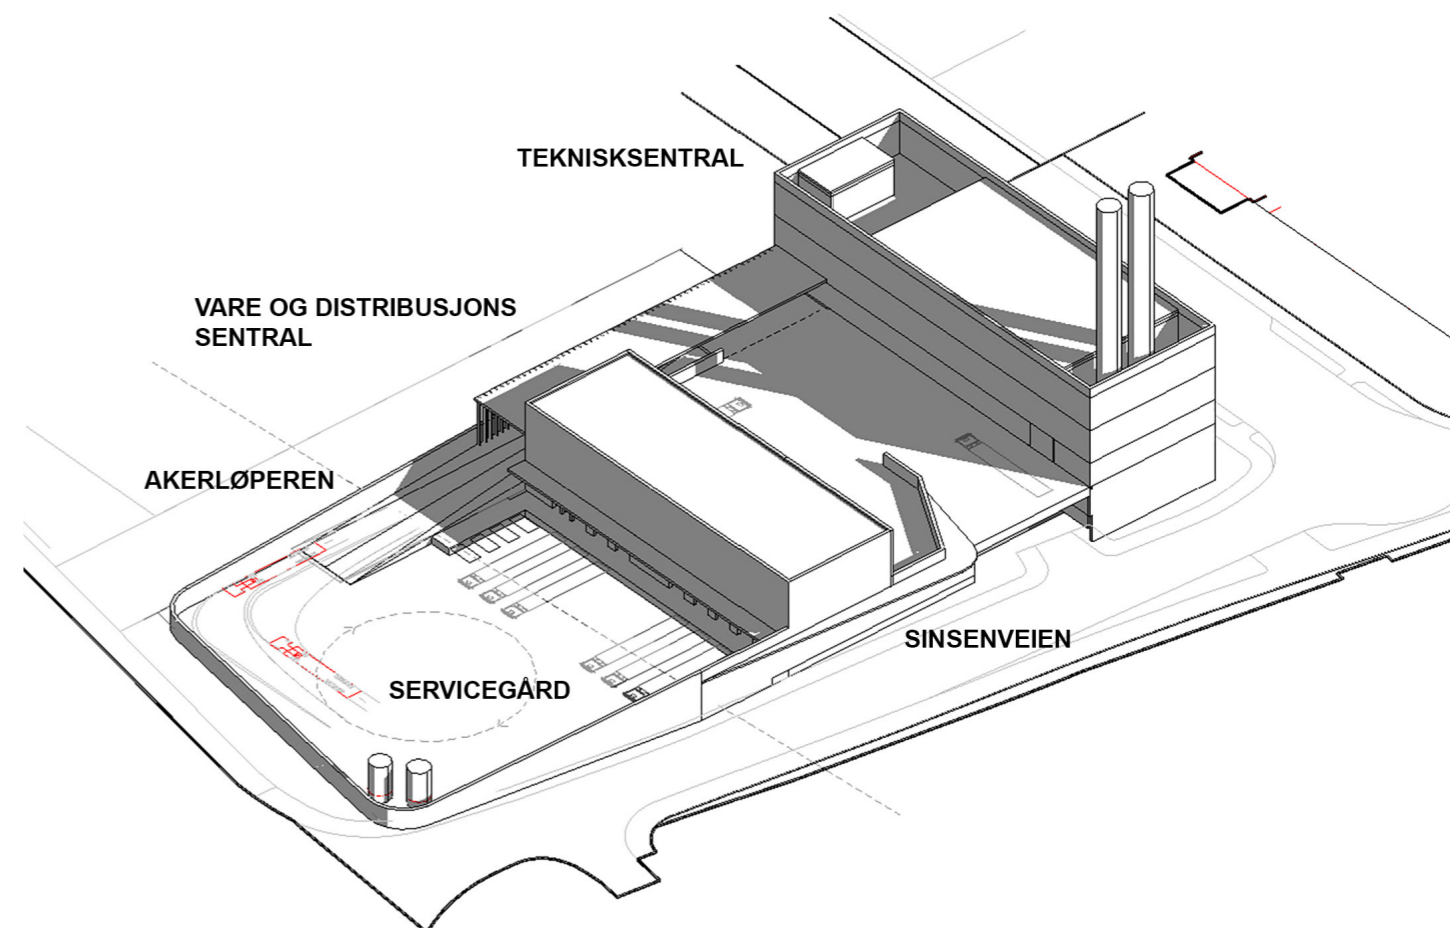 TEKNISKSENTRAL
VARE OG DISTRIBUSJONS
SENTRAL
AKERLØPEREN
SINSENVEIEN
SERVICEGÅRD